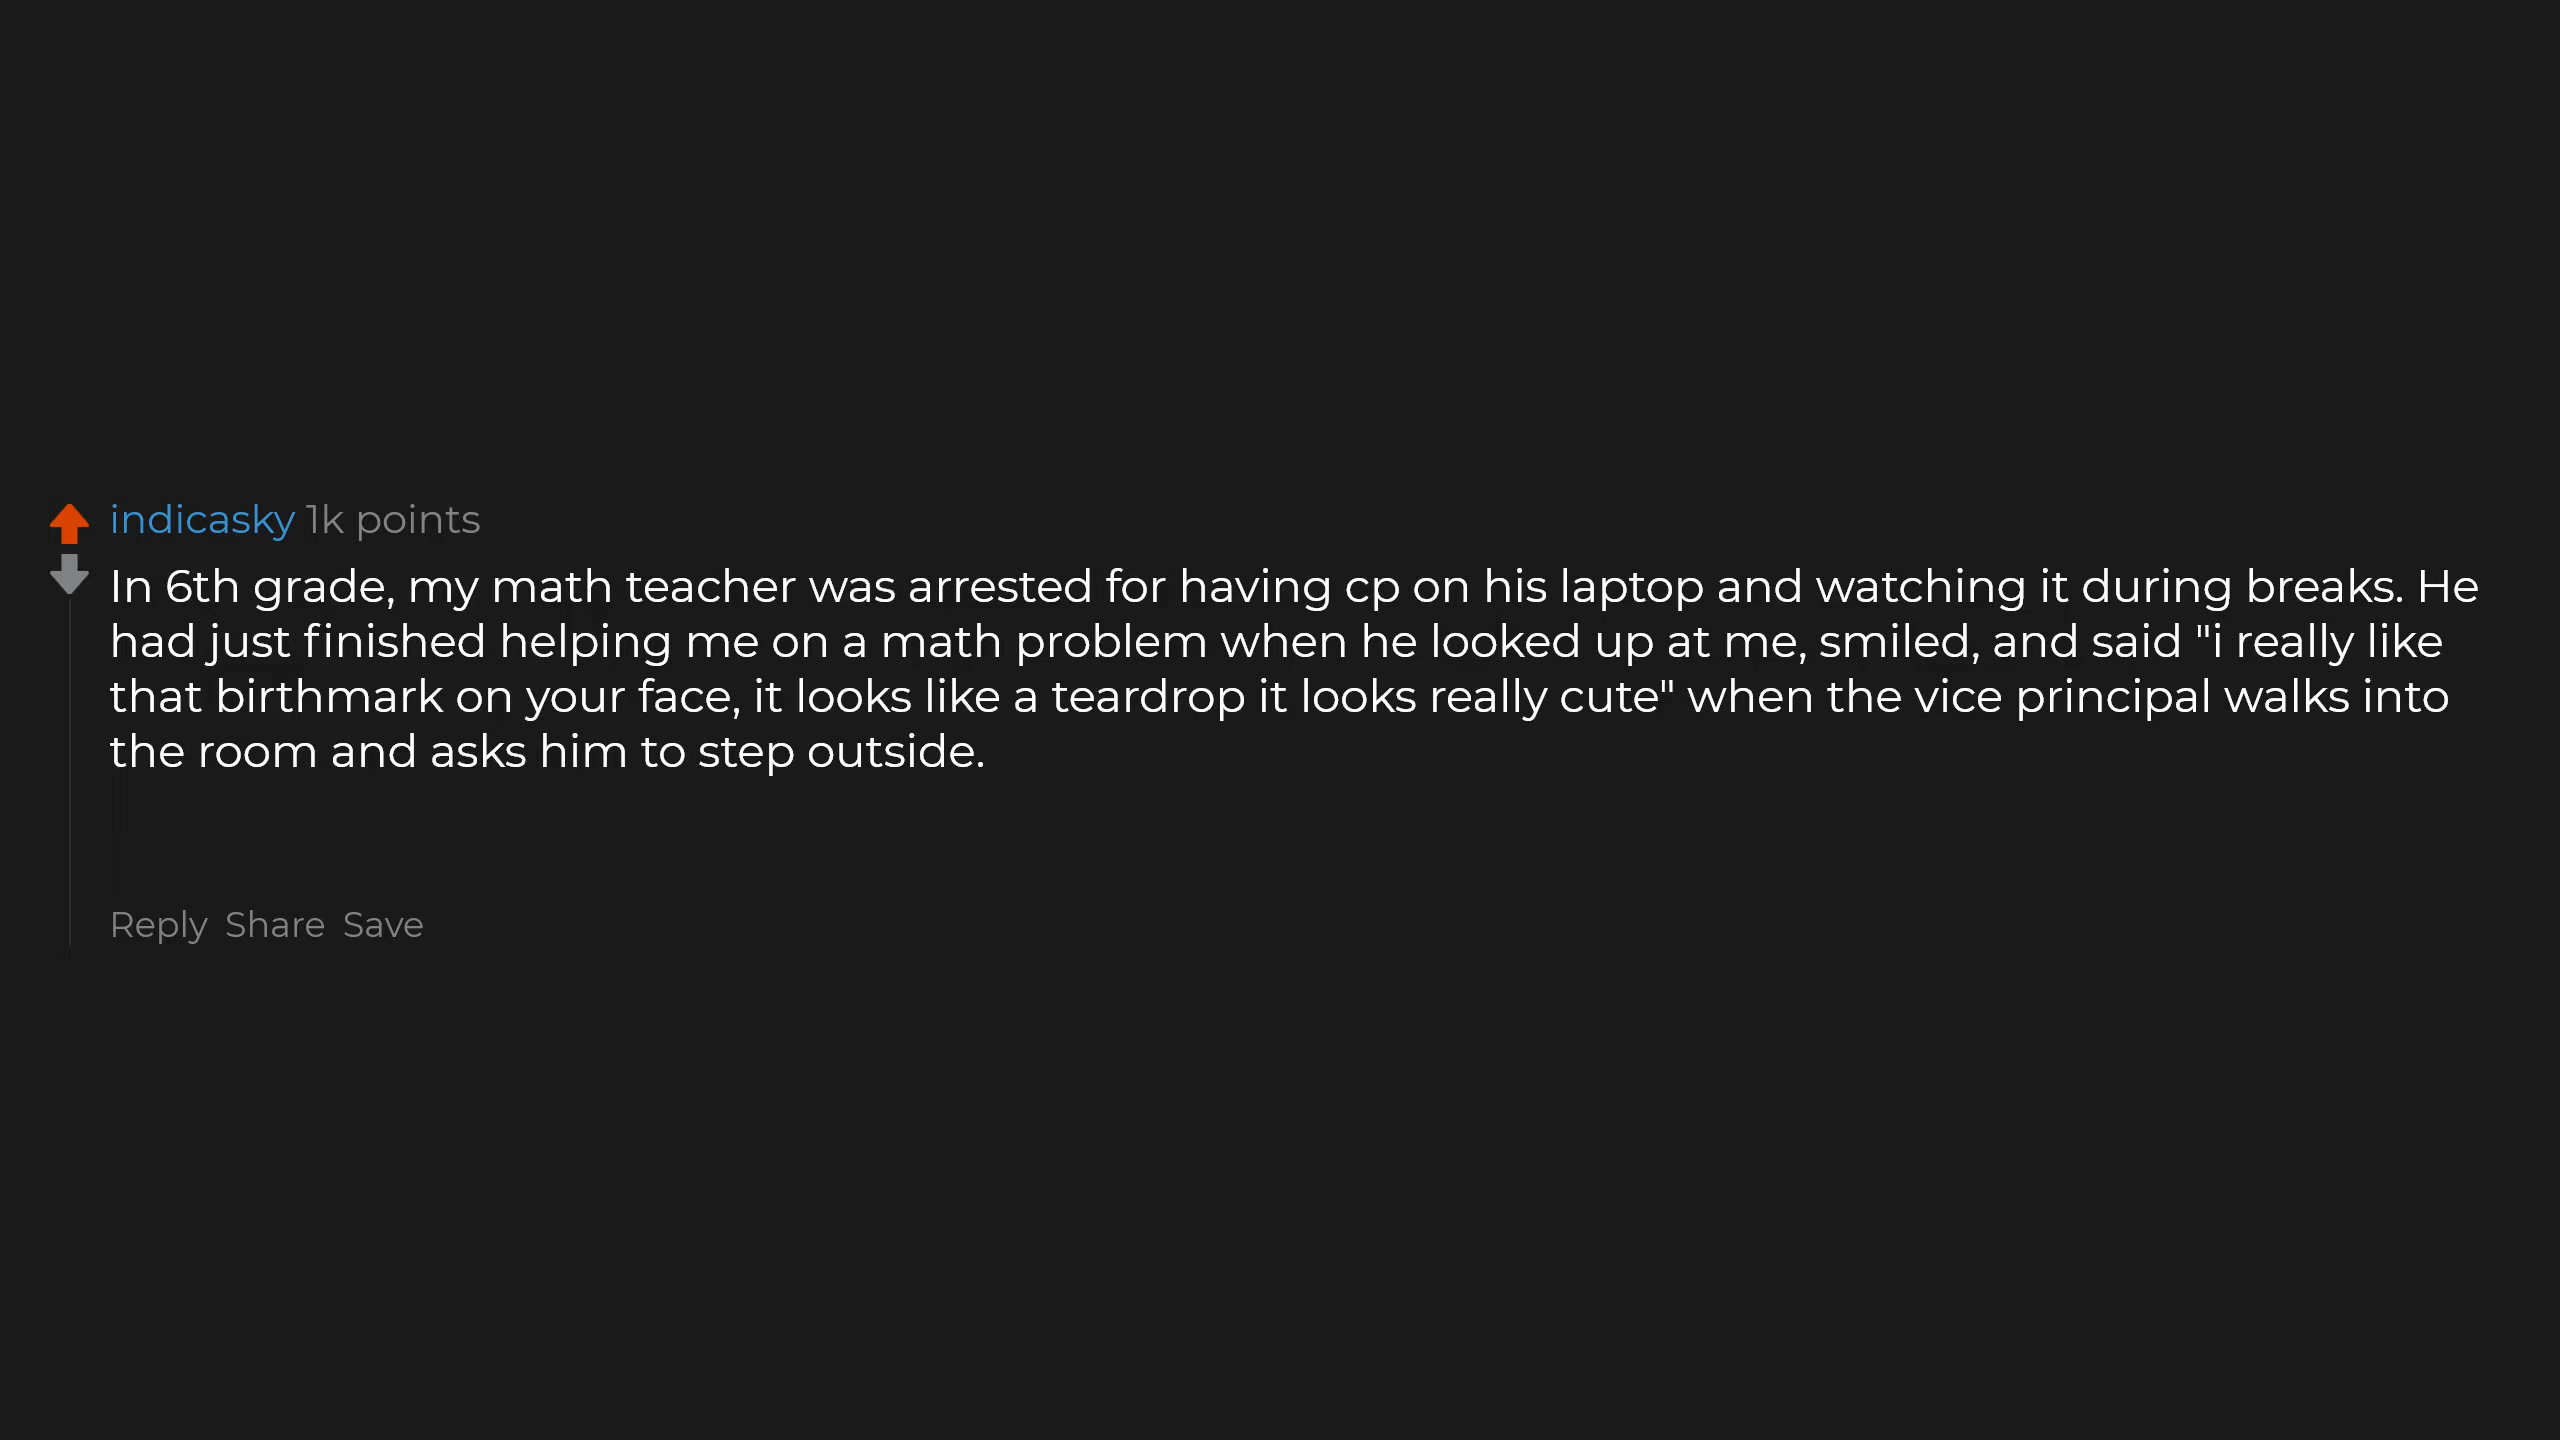 indicasky 1k points
In 6th grade, my math teacher was arrested for having cp on his laptop and watching it during breaks. He
had just finished helping me on a math problem when he looked up at me, smiled, and said "i really like
that birthmark on your face, it looks like a teardrop it looks really cute" when the vice principal walks into
the room and asks him to step outside.
Reply Share Save